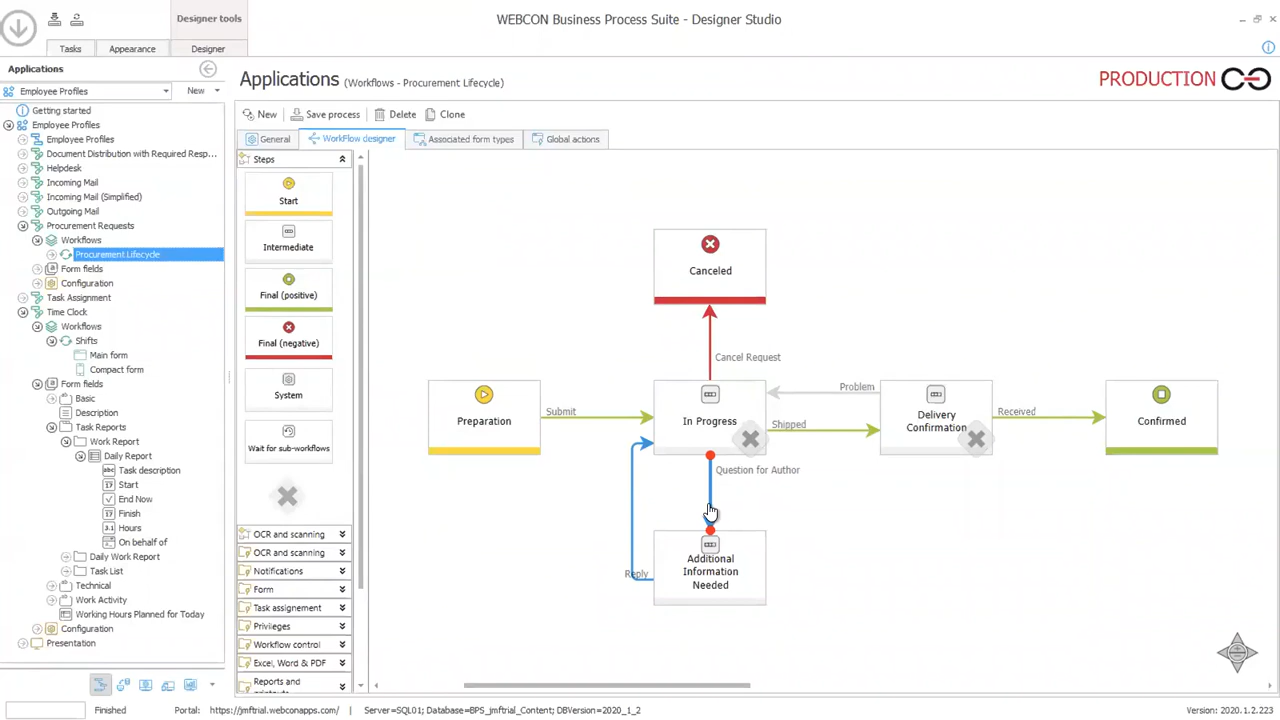 Designer tools
WEBCON Business Process Suite - Designer Studio
Tasks
Appearance
Designer
Applications
Employee Profiles
New
Getting started
Employee Profiles
Employee Profiles
Document Distribution with Required Resp...
Helpdesk
Incoming Mail
Incoming Mail (Simplified)
Outgoing Mail
Procurement Requests
Workflows
Procurement Lifecycle
Form fields
Configuration
Task Assignment
Time Clock
Workflows
Shifts
Main form
Compact form
Form fields
Basic
Description
Task Reports
Work Report
Daily Report
Task description
Start
End Now
Finish
Hours
On behalf of
Daily Work Report
Task List
Technical
Work Activity
Working Hours Planned for Today
Configuration
Presentation
Applications (Workflows - Procurement Lifecycle)
PRODUCTION
New
Save process
Delete
Clone
General
WorkFlow designer
Associated form types
Global actions
Steps
Start
Intermediate
Final (positive)
Final (negative)
System
Wait for sub-workflows
OCR and scanning
OCR and scanning
Notifications
Form
Task assignement
Privileges
Workflow control
Excel, Word & PDF
Reports and
printouts
Canceled
Cancel Request
Preparation
Submit
In Progress
Problem
Shipped
Delivery
Confirmation
Received
Confirmed
Question for Author
Reply
Additional
Information
Needed
Finished
Portal: https://jmftrial.webconapps.com/
Server=SQL01; Database=BPS_jmftrial_Content; DBVersion=2020_1_2
Version: 2020.1.2.223